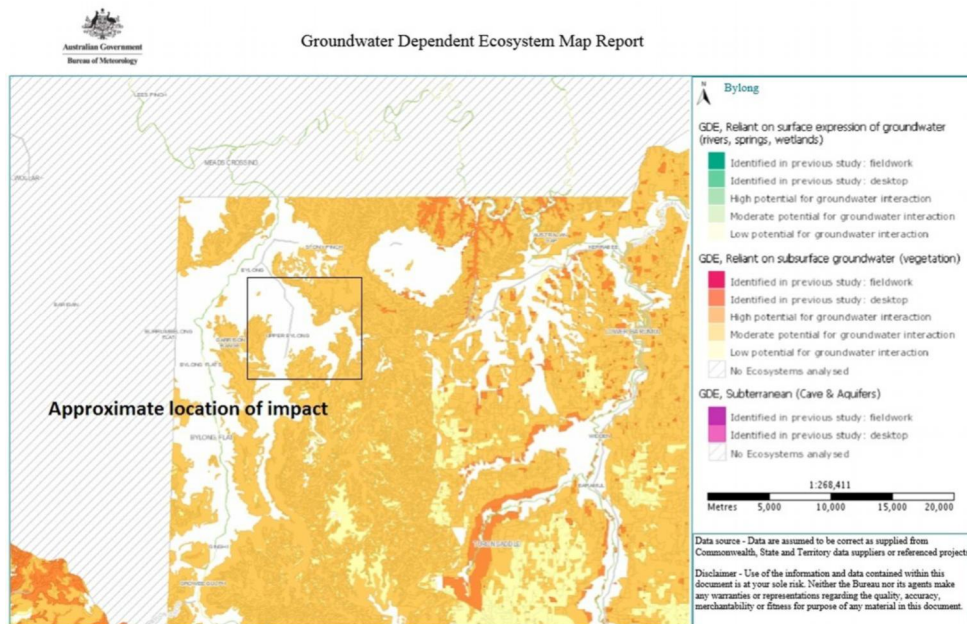 Australian Government
Bureau of Meteorology
Groundwater Dependent Ecosystem Map Report
N
Bylong
GDE, Reliant on surface expression of groundwater
(rivers, springs, wetlands)
Identified in previous study: fieldwork
Identified in previous study: desktop
High potential for groundwater interaction
Moderate potential for groundwater interaction
Low potential for groundwater interaction
GDE, Reliant on subsurface groundwater (vegetation)
Identified in previous study: fieldwork
Identified in previous study: desktop
High potential for groundwater interaction
Moderate potential for groundwater interaction
Low potential for groundwater interaction
No Ecosystems analysed
GDE, Subterranean (Cave & Aquifers)
Identified in previous study: fieldwork
Identified in previous study: desktop
No Ecosystems analysed
1:268,411
Metres 5,000 10,000 15,000 20,000
Data source - Data are assumed to be correct as supplied from
Commonwealth, State and Territory data suppliers or referenced projects
Disclaimer - Use of the information and data contained within this
document is at your sole risk. Neither the Bureau nor its agents make
any warranties or representations regarding the quality, accuracy,
merchantability or fitness for purpose of any material in this document.
MEADS CROSSING
BYLONG
UPPER BYLONG
BYLONG FLATS
Approximate location of impact
BYLONG FLAT